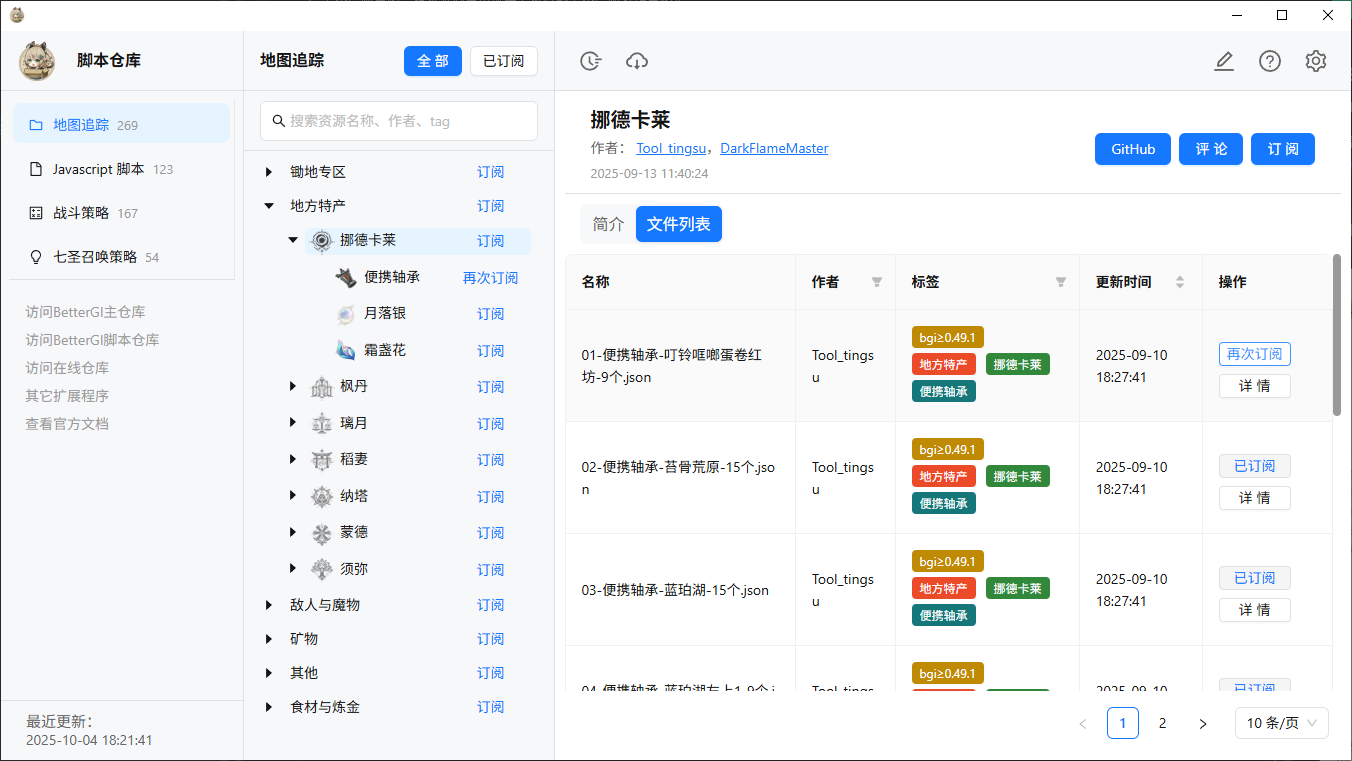 脚本仓库
地图追踪 269
Javascript 脚本 123
战斗策略 167
七圣召唤策略 54
访问BetterGI主仓库
访问BetterGI脚本仓库
访问在线仓库
其它扩展程序
查看官方文档
最近更新：
2025-10-04 18:21:41
地图追踪 全 部 已订阅
搜索资源名称、作者、tag
锄地专区 订阅
地方特产 订阅
挪德卡莱 订阅
便携轴承 再次订阅
月落银 订阅
霜盏花 订阅
枫丹 订阅
璃月 订阅
稻妻 订阅
纳塔 订阅
蒙德 订阅
须弥 订阅
敌人与魔物 订阅
矿物 订阅
其他 订阅
食材与炼金 订阅
挪德卡莱
作者： Tool_tingsu，DarkFlameMaster
2025-09-13 11:40:24
GitHub 评 论 订 阅
简介 文件列表
名称 作者 标签 更新时间 操作
01-便携轴承-叮铃哐啷蛋卷红
坊-9个.json
Tool_tings
u
bgi≥0.49.1
地方特产 挪德卡莱
便携轴承
2025-09-10
18:27:41
再次订阅
详 情
02-便携轴承-苔骨荒原-15个.jso
n
Tool_tings
u
bgi≥0.49.1
地方特产 挪德卡莱
便携轴承
2025-09-10
18:27:41
已订阅
详 情
03-便携轴承-蓝珀湖-15个.json
Tool_tings
u
bgi≥0.49.1
地方特产 挪德卡莱
便携轴承
2025-09-10
18:27:41
已订阅
详 情
04-便携轴承-蓝珀湖左上1-9个.j
Tool_tings
bgi≥0.49.1
2025-09-10
已订阅
1 2 10 条/页